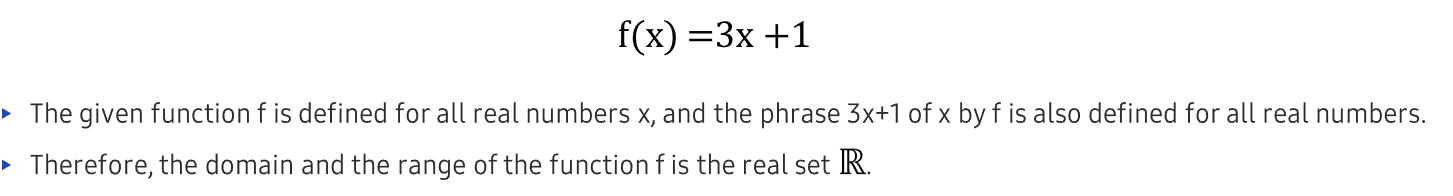 f(x) =3x +1
▸ The given function f is defined for all real numbers x, and the phrase 3x+1 of x by f is also defined for all real numbers.
▸ Therefore, the domain and the range of the function f is the real set ℝ.